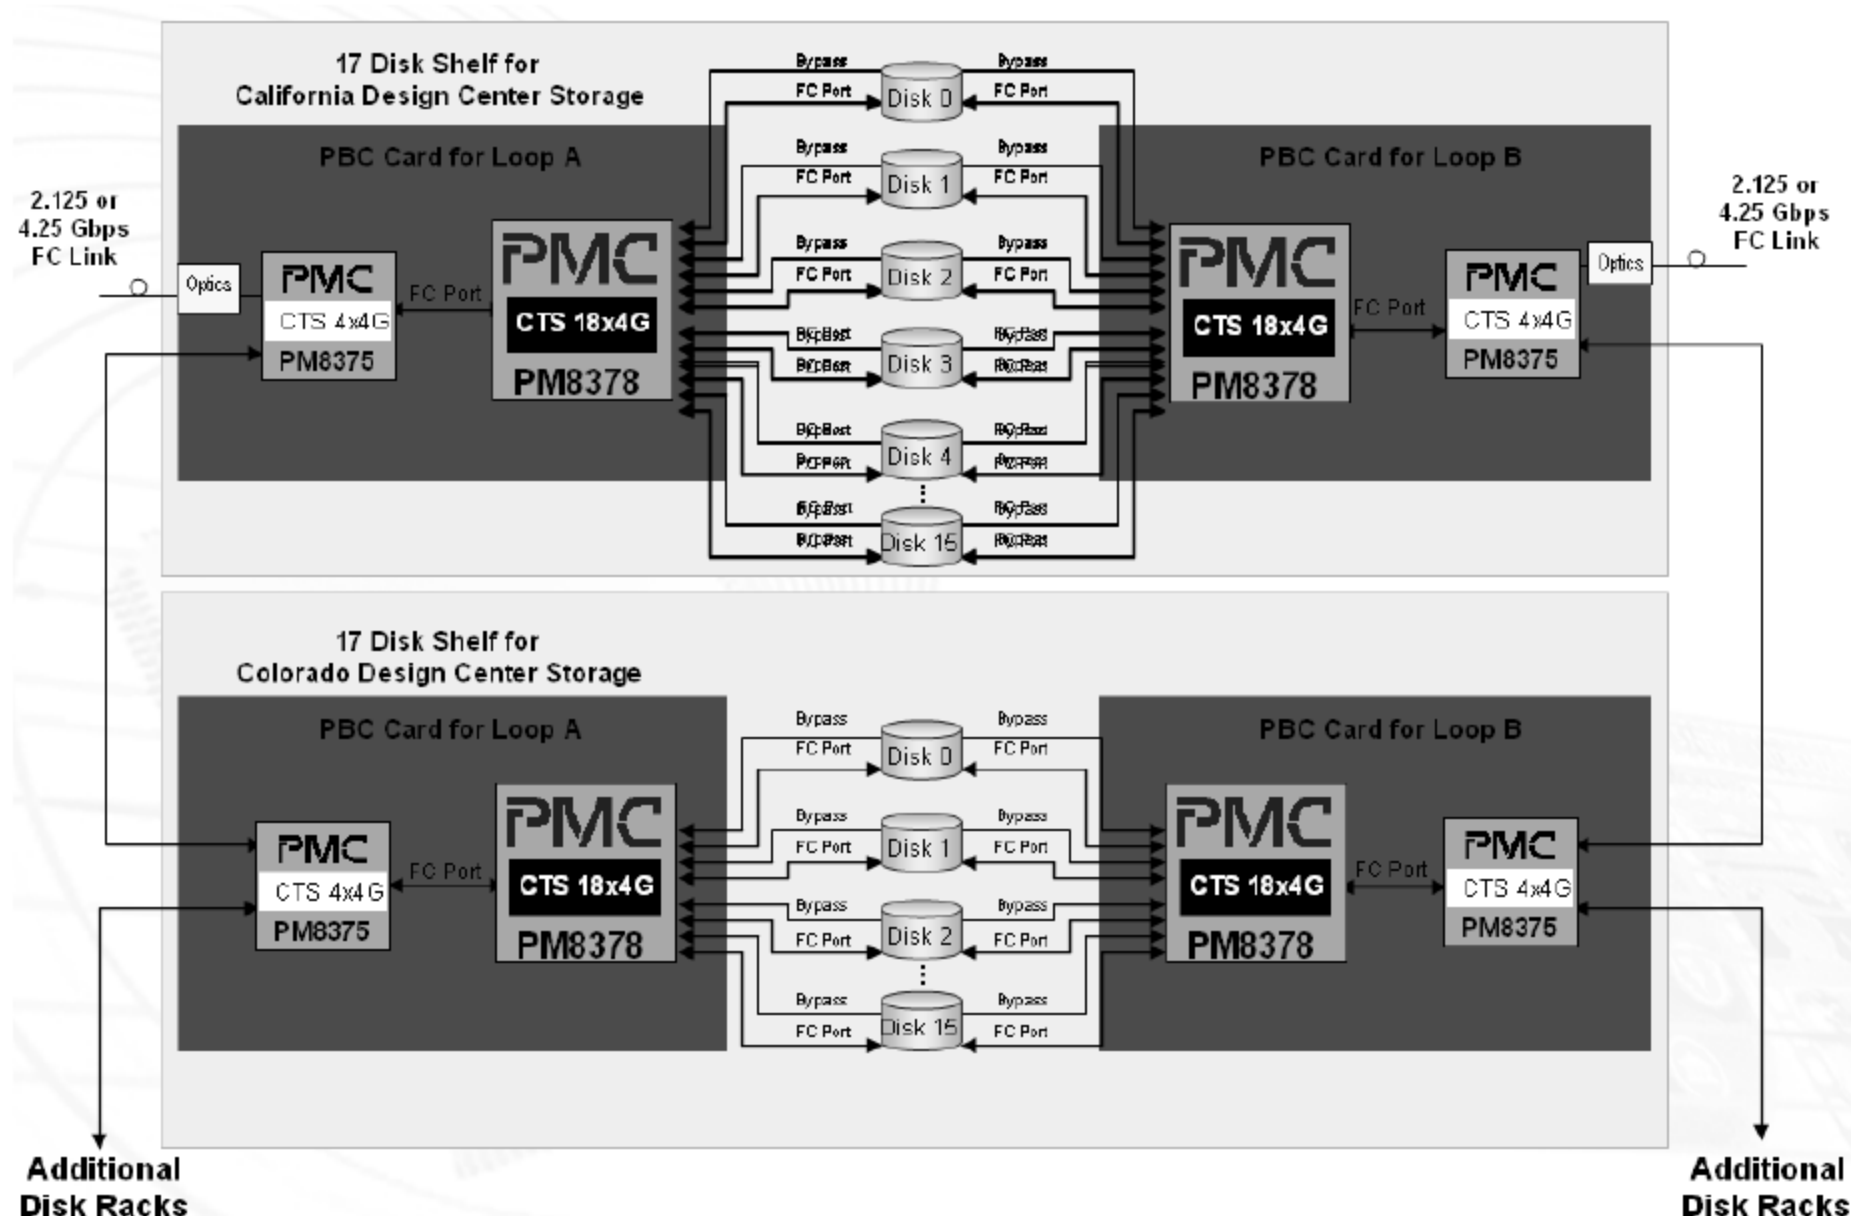 17 Disk Shelf for
California Design Center Storage
PBC Card for Loop A
PBC Card for Loop B
2.125 or
4.25 Gbps
FC Link
2.125 or
4.25 Gbps
FC Link
Optics
PMC
CTS 4x4G
PM8375
FC Port
PMC
CTS 18x4G
PM8378
Bypass
FC Port
Disk 0
Bypass
FC Port
Bypass
FC Port
Disk 1
Bypass
FC Port
Bypass
FC Port
Disk 2
Bypass
FC Port
Disk 3
Disk 4
Disk 15
PMC
CTS 18x4G
PM8378
FC Port
PMC
CTS 4x4G
PM8375
Optics
17 Disk Shelf for
Colorado Design Center Storage
PBC Card for Loop A
PBC Card for Loop B
PMC
CTS 4x4G
PM8375
FC Port
PMC
CTS 18x4G
PM8378
Bypass
FC Port
Disk 0
Bypass
FC Port
Bypass
FC Port
Disk 1
Bypass
FC Port
Bypass
FC Port
Disk 2
Bypass
FC Port
Bypass
FC Port
Disk 15
Bypass
FC Port
PMC
CTS 18x4G
PM8378
FC Port
PMC
CTS 4x4G
PM8375
Additional
Disk Racks
Additional
Disk Racks